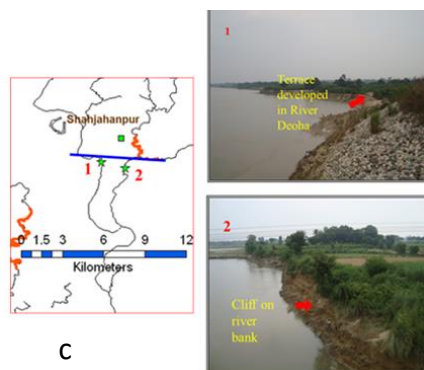 Shahjahanpur
1
2
0 1.5 3 6 9 12
Kilometers
C
1
Terrace
developed
in River
Deoha
2
Cliff on
river
bank